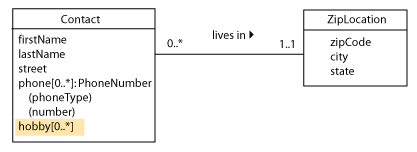 Contact
firstName
lastName
street
phone[0..*]:PhoneNumber
(phoneType)
(number)
hobby[0..*]
0..*
lives in
1..1
ZipLocation
zipCode
city
state